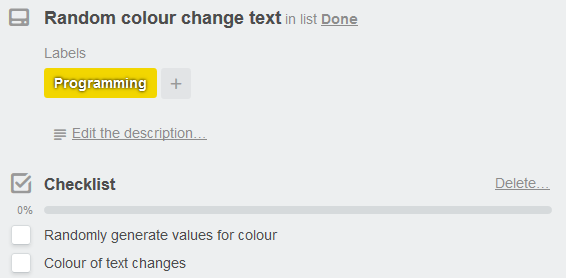 Random colour change text in list Done
Labels
Programming +
Edit the description...
Checklist Delete...
0%
Randomly generate values for colour
Colour of text changes